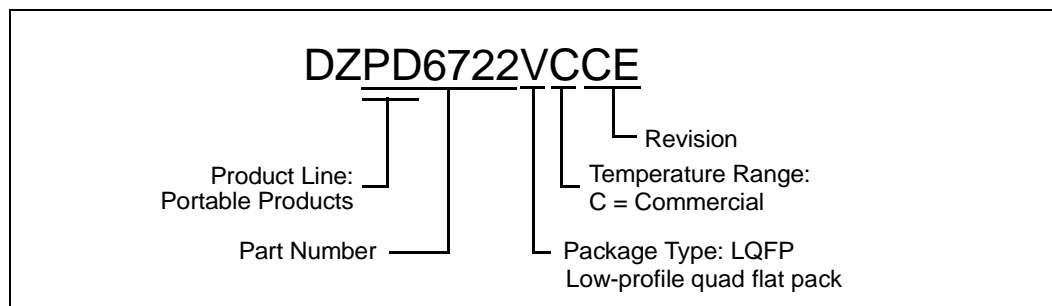 DZPD6722VCCE
Revision
Product Line:
Portable Products
Temperature Range:
C = Commercial
Part Number
Package Type: LQFP
Low-profile quad flat pack